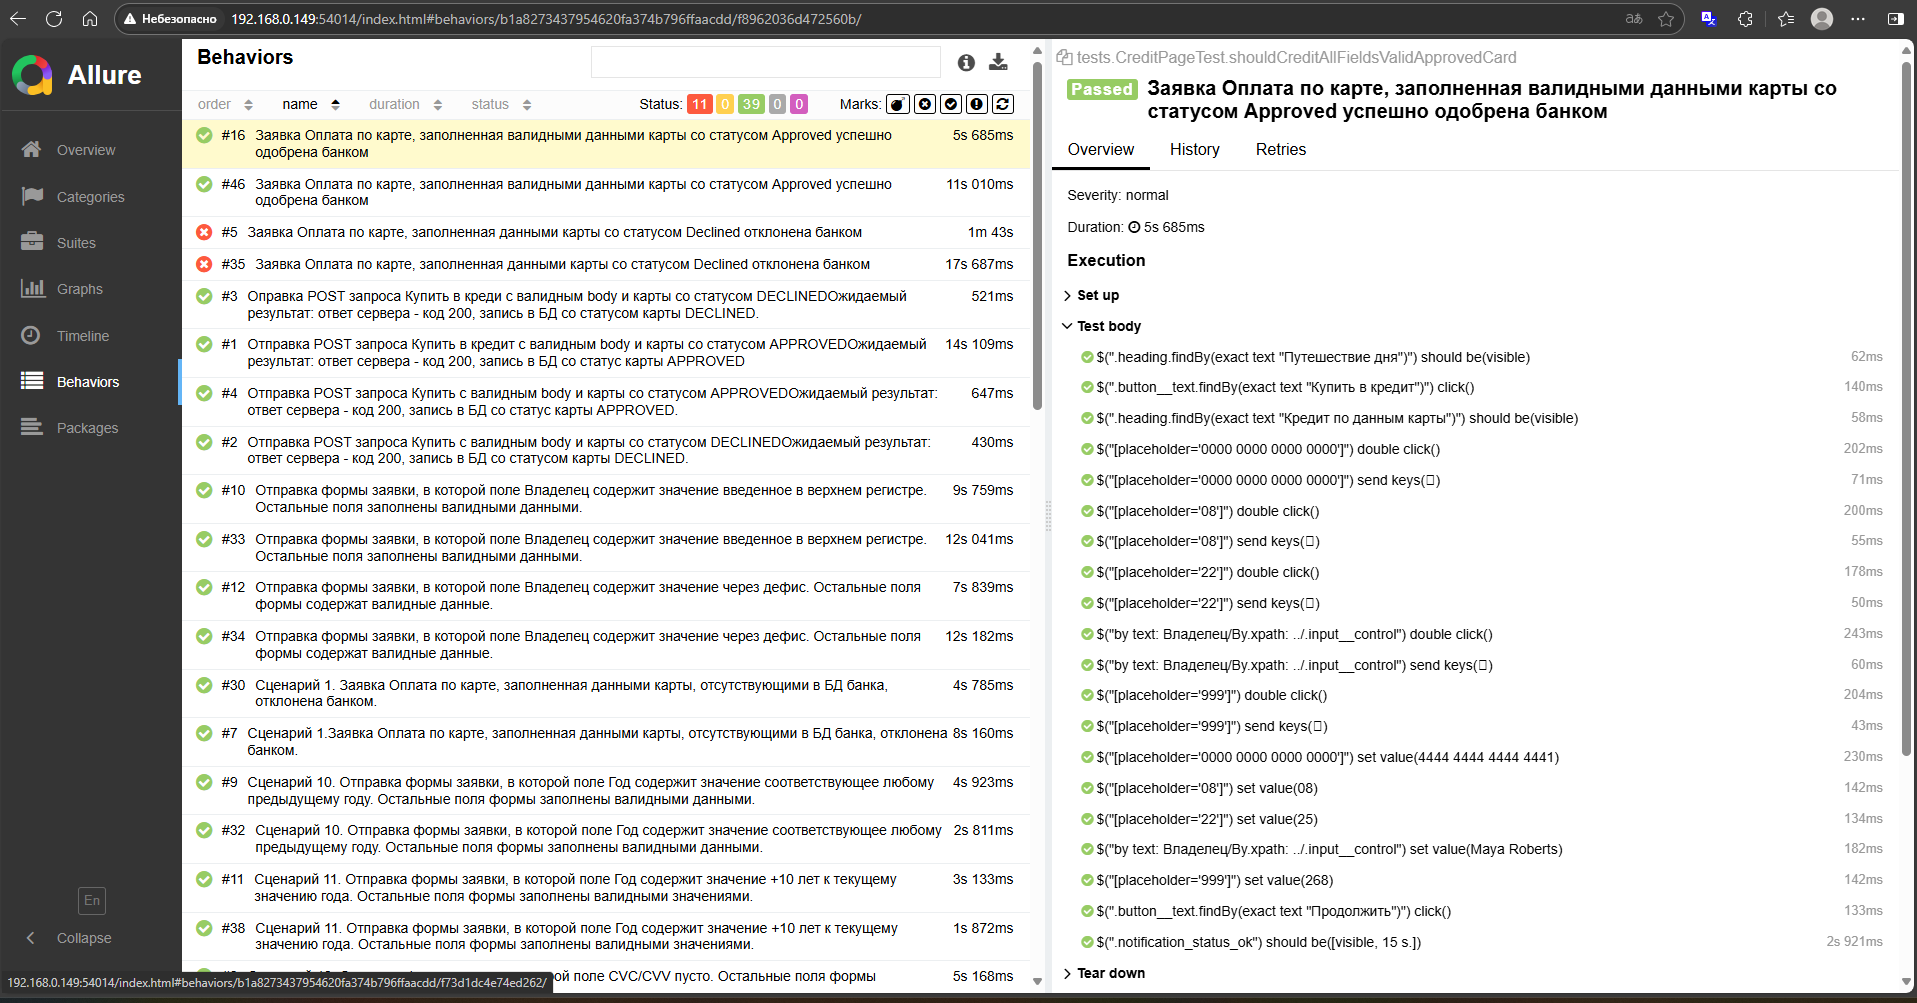 Небезопасно 192.168.0.149:54014/index.html#behaviors/b1a8273437954620fa374b796ffaacdd/f8962036d472560b/
Allure
Overview
Categories
Suites
Graphs
Timeline
Behaviors
Packages
En
Collapse
Behaviors
order name duration status Status: 11 0 39 0 0 Marks:
#16 Заявка Оплата по карте, заполненная валидными данными карты со статусом Approved успешно 5s 685ms
одобрена банком
#46 Заявка Оплата по карте, заполненная валидными данными карты со статусом Approved успешно 11s 010ms
одобрена банком
#5 Заявка Оплата по карте, заполненная данными карты со статусом Declined отклонена банком 1m 43s
#35 Заявка Оплата по карте, заполненная данными карты со статусом Declined отклонена банком 17s 687ms
#3 Оправка POST запроса Купить в креди с валидным body и карты со статусом DECLINEDОжидаемый 521ms
результат: ответ сервера - код 200, запись в БД со статусом карты DECLINED.
#1 Отправка POST запроса Купить в кредит с валидным body и карты со статусом APPROVEDОжидаемый 14s 109ms
результат: ответ сервера - код 200, запись в БД со статус карты APPROVED
#4 Отправка POST запроса Купить с валидным body и карты со статусом APPROVEDОжидаемый результат: 647ms
ответ сервера - код 200, запись в БД со статус карты APPROVED.
#2 Отправка POST запроса Купить с валидным body и карты со статусом DECLINEDОжидаемый результат: 430ms
ответ сервера - код 200, запись в БД со статусом карты DECLINED.
#10 Отправка формы заявки, в которой поле Владелец содержит значение введенное в верхнем регистре. 9s 759ms
Остальные поля заполнены валидными данными.
#33 Отправка формы заявки, в которой поле Владелец содержит значение введенное в верхнем регистре. 12s 041ms
Остальные поля заполнены валидными данными.
#12 Отправка формы заявки, в которой поле Владелец содержит значение через дефис. Остальные поля 7s 839ms
формы содержат валидные данные.
#34 Отправка формы заявки, в которой поле Владелец содержит значение через дефис. Остальные поля 12s 182ms
формы содержат валидные данные.
#30 Сценарий 1. Заявка Оплата по карте, заполненная данными карты, отсутствующими в БД банка, 4s 785ms
отклонена банком.
#7 Сценарий 1.Заявка Оплата по карте, заполненная данными карты, отсутствующими в БД банка, отклонена 8s 160ms
банком.
#9 Сценарий 10. Отправка формы заявки, в которой поле Год содержит значение соответствующее любому 4s 923ms
предыдущему году. Остальные поля формы заполнены валидными данными.
#32 Сценарий 10. Отправка формы заявки, в которой поле Год содержит значение соответствующее любому 2s 811ms
предыдущему году. Остальные поля формы заполнены валидными данными.
#11 Сценарий 11. Отправка формы заявки, в которой поле Год содержит значение +10 лет к текущему 3s 133ms
значению года. Остальные поля формы заполнены валидными значениями.
#38 Сценарий 11. Отправка формы заявки, в которой поле Год содержит значение +10 лет к текущему 1s 872ms
значению года. Остальные поля формы заполнены валидными значениями.
поле CVC/CVV пусто. Остальные поля формы 5s 168ms
192.168.0.149:54014/index.html#behaviors/b1a8273437954620fa374b796ffaacdd/f73d1dc4e74ed262/
tests.CreditPageTest.shouldCreditAllFieldsValidApprovedCard
Passed Заявка Оплата по карте, заполненная валидными данными карты со
статусом Approved успешно одобрена банком
Overview History Retries
Severity: normal
Duration: 5s 685ms
Execution
Set up
Test body
$(".heading.findBy(exact text "Путешествие дня")") should be(visible) 62ms
$(".button__text.findBy(exact text "Купить в кредит")") click() 140ms
$(".heading.findBy(exact text "Кредит по данным карты")") should be(visible) 58ms
$("[placeholder='0000 0000 0000 0000']") double click() 202ms
$("[placeholder='0000 0000 0000 0000']") send keys(▯) 71ms
$("[placeholder='08']") double click() 200ms
$("[placeholder='08']") send keys(▯) 55ms
$("[placeholder='22']") double click() 178ms
$("[placeholder='22']") send keys(▯) 50ms
$("by text: Владелец/By.xpath: ../.input__control") double click() 243ms
$("by text: Владелец/By.xpath: ../.input__control") send keys(▯) 60ms
$("[placeholder='999']") double click() 204ms
$("[placeholder='999']") send keys(▯) 43ms
$("[placeholder='0000 0000 0000 0000']") set value(4444 4444 4444 4441) 230ms
$("[placeholder='08']") set value(08) 142ms
$("[placeholder='22']") set value(25) 134ms
$("by text: Владелец/By.xpath: ../.input__control") set value(Maya Roberts) 182ms
$("[placeholder='999']") set value(268) 142ms
$(".button__text.findBy(exact text "Продолжить")") click() 133ms
$(".notification_status_ok") should be([visible, 15 s.]) 2s 921ms
Tear down